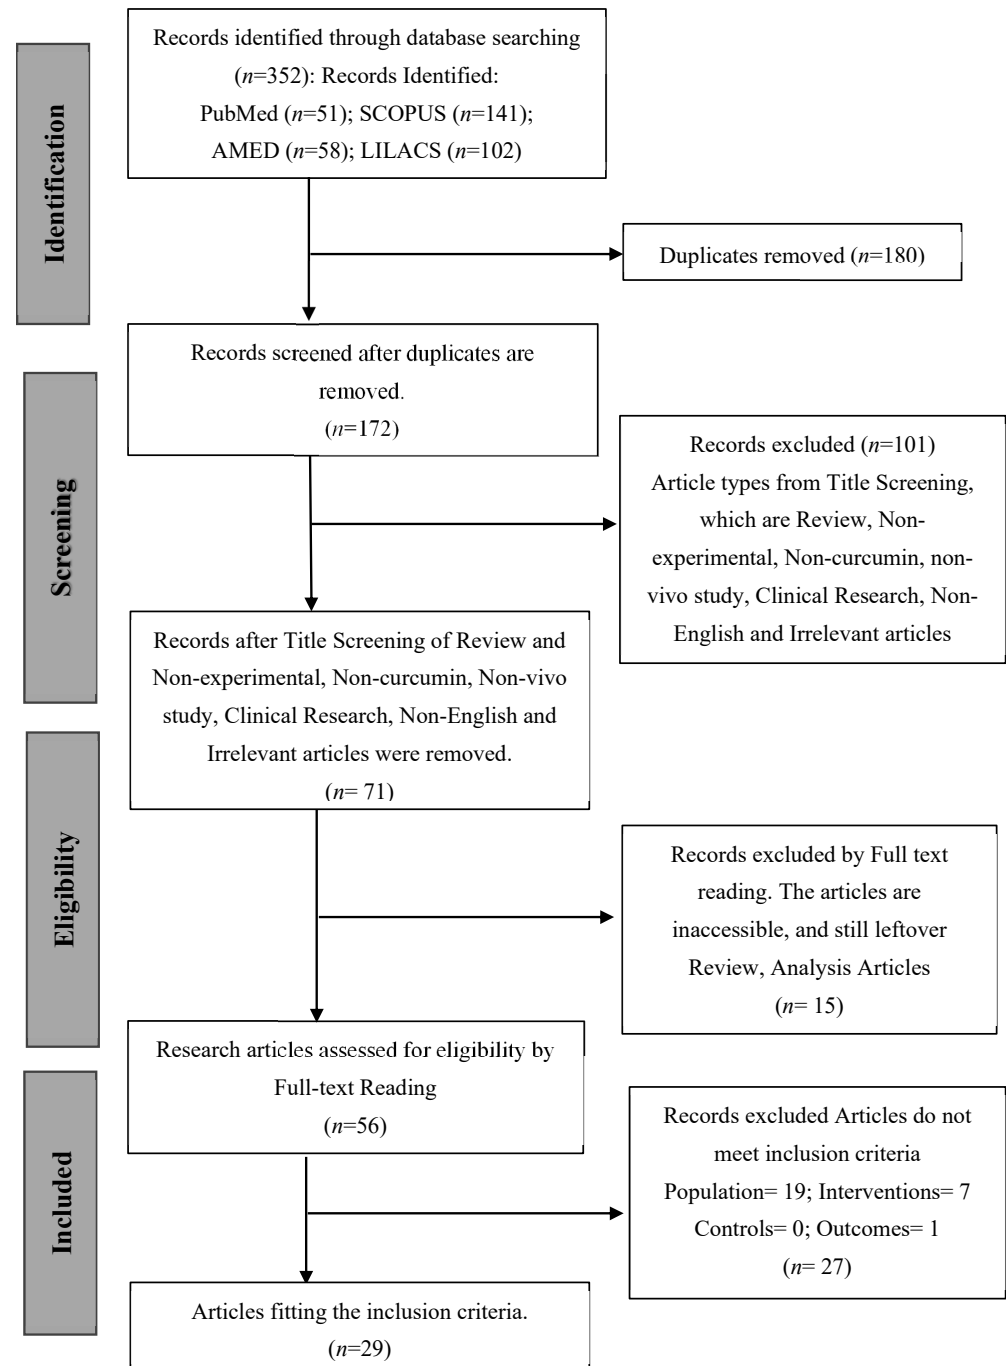 Identification
Records identified through database searching
(n=352): Records Identified:
PubMed (n=51); SCOPUS (n=141);
AMED (n=58); LILACS (n=102)
Duplicates removed (n=180)
Records screened after duplicates are
removed.
(n=172)
Screening
Records excluded (n=101)
Article types from Title Screening,
which are Review, Non-
experimental, Non-curcumin, non-
vivo study, Clinical Research, Non-
English and Irrelevant articles
Records after Title Screening of Review and
Non-experimental, Non-curcumin, Non-vivo
study, Clinical Research, Non-English and
Irrelevant articles were removed.
(n= 71)
Eligibility
Records excluded by Full text
reading. The articles are
inaccessible, and still leftover
Review, Analysis Articles
(n= 15)
Research articles assessed for eligibility by
Full-text Reading
(n=56)
Included
Records excluded Articles do not
meet inclusion criteria
Population= 19; Interventions= 7
Controls= 0; Outcomes= 1
(n= 27)
Articles fitting the inclusion criteria.
(n=29)